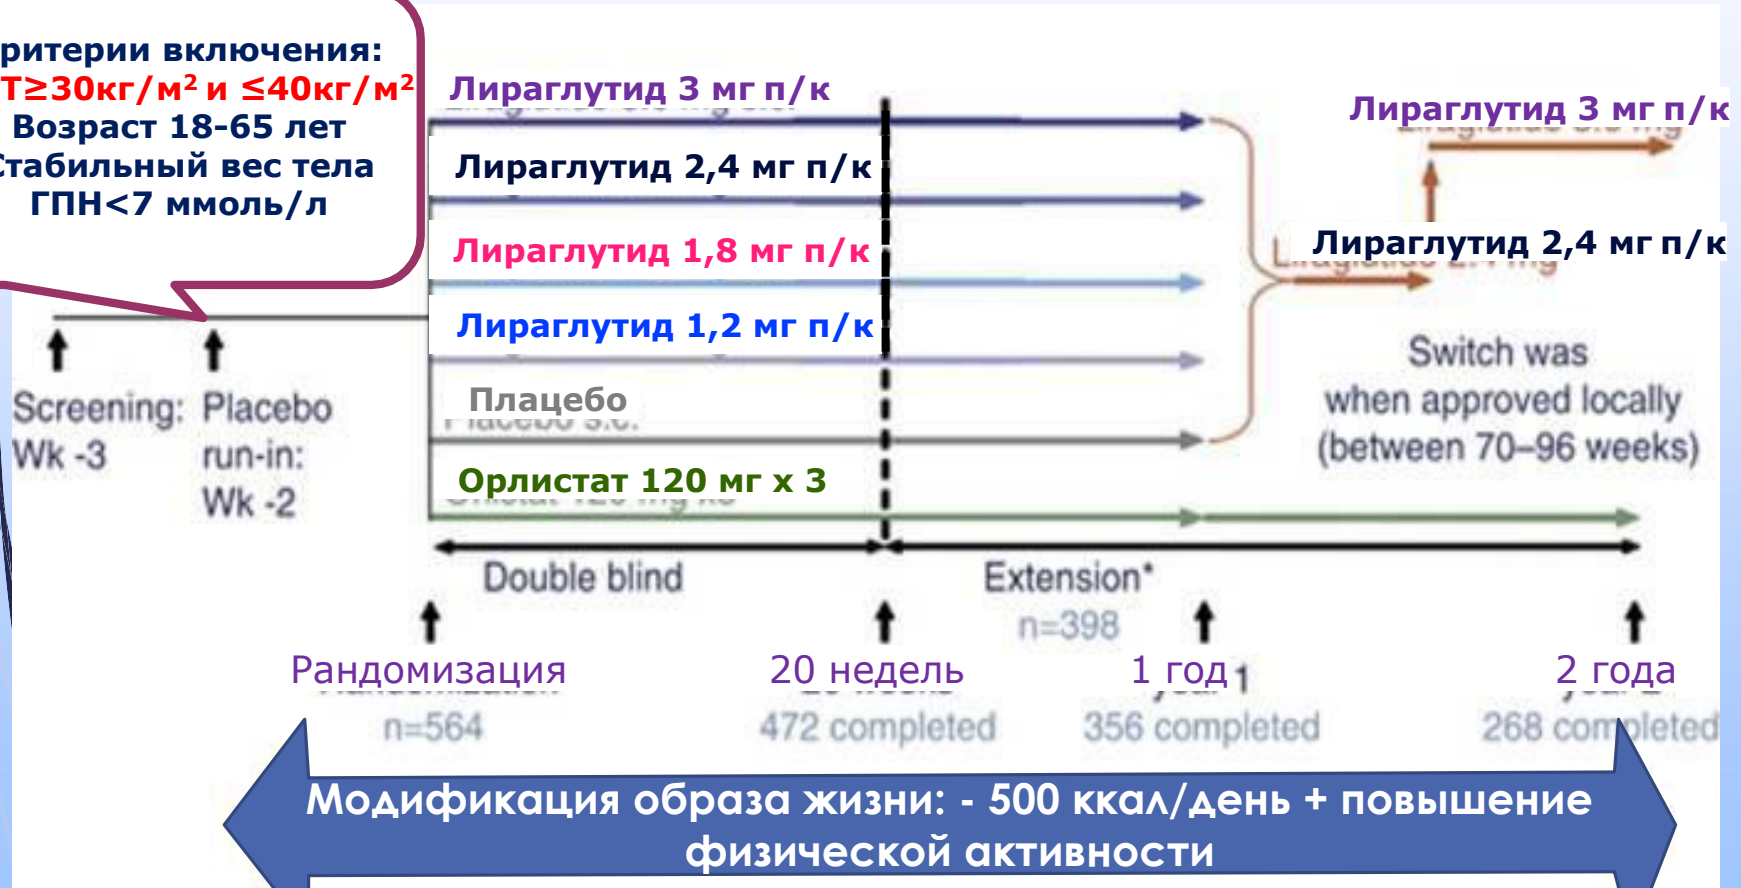 ритерии включения:
Т≥30кг/м² и ≤40кг/м²
Возраст 18-65 лет
Стабильный вес тела
ГПН<7 ммоль/л
Лираглутид 3 мг п/к
Лираглутид 2,4 мг п/к
Лираглутид 1,8 мг п/к
Лираглутид 1,2 мг п/к
Плацебо
Placebo s.c.
Орлистат 120 мг х 3
Лираглутид 3 мг п/к
Лираглутид 2,4 мг п/к
Switch was
when approved locally
(between 70–96 weeks)
Screening:
Wk -3
Placebo
run-in:
Wk -2
Double blind
Extension*
n=398
Рандомизация
n=564
20 недель
472 completed
1 год
1
356 completed
2 года
268 completed
Модификация образа жизни: - 500 ккал/день + повышение
физической активности